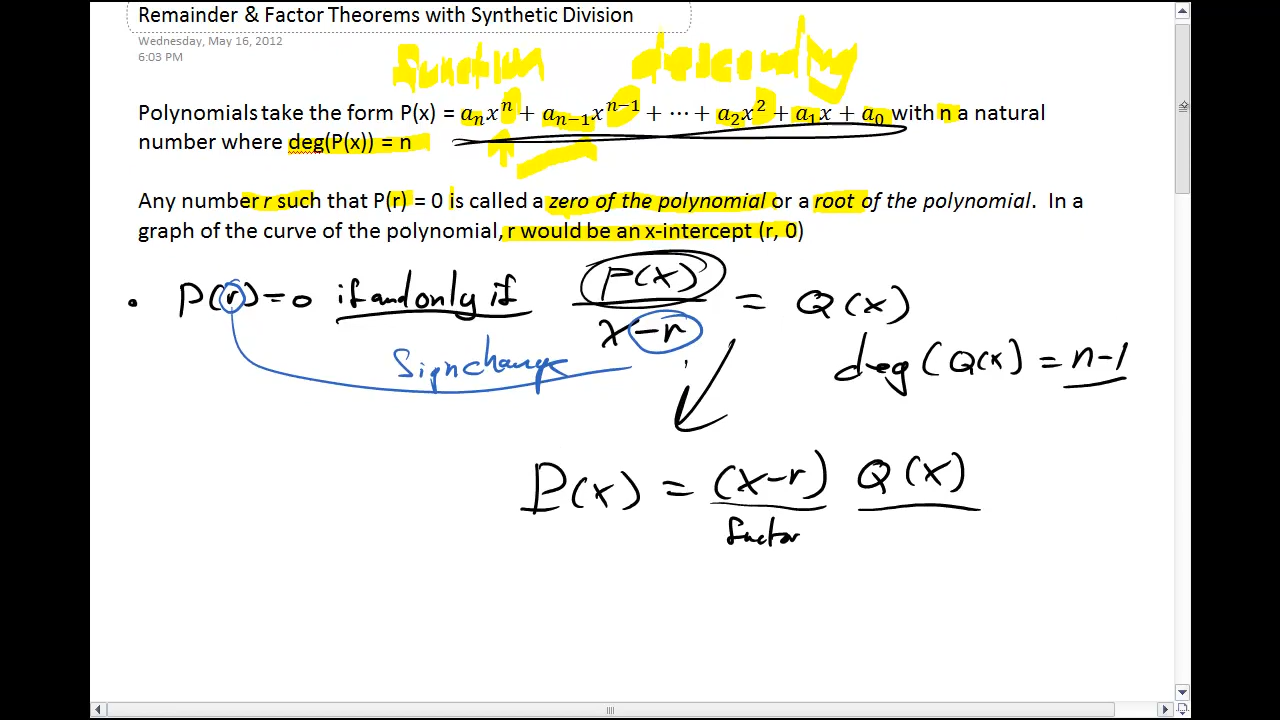 Remainder & Factor Theorems with Synthetic Division
Wednesday, May 16, 2012
6:03 PM
function descending
Polynomials take the form P(x) = aₙxⁿ + aₙ₋₁xⁿ⁻¹ + ⋯ + a₂x² + a₁x + a₀ with n a natural
number where deg(P(x)) = n
Any number r such that P(r) = 0 is called a zero of the polynomial or a root of the polynomial. In a
graph of the curve of the polynomial, r would be an x-intercept (r, 0)
• P(r)=0 if and only if P(x)/(x-r) = Q(x)
Sign change
deg(Q(x)) = n-1
P(x) = (x-r) Q(x)
factor